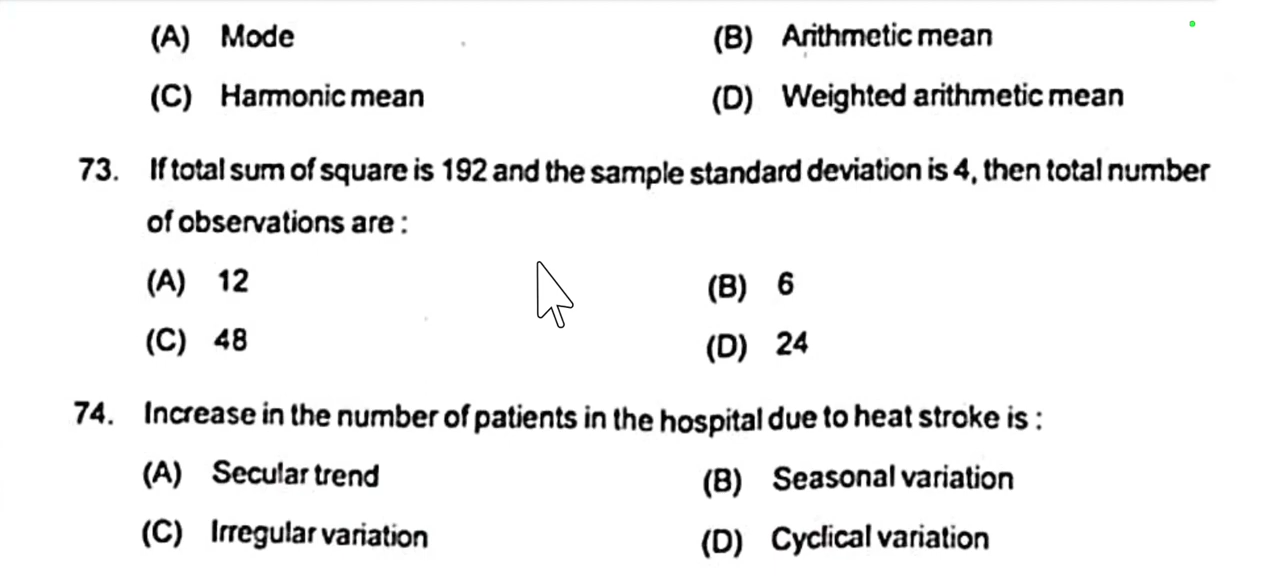 (A) Mode (B) Arithmetic mean
(C) Harmonic mean (D) Weighted arithmetic mean
73. If total sum of square is 192 and the sample standard deviation is 4, then total number
of observations are :
(A) 12 (B) 6
(C) 48 (D) 24
74. Increase in the number of patients in the hospital due to heat stroke is :
(A) Secular trend (B) Seasonal variation
(C) Irregular variation (D) Cyclical variation